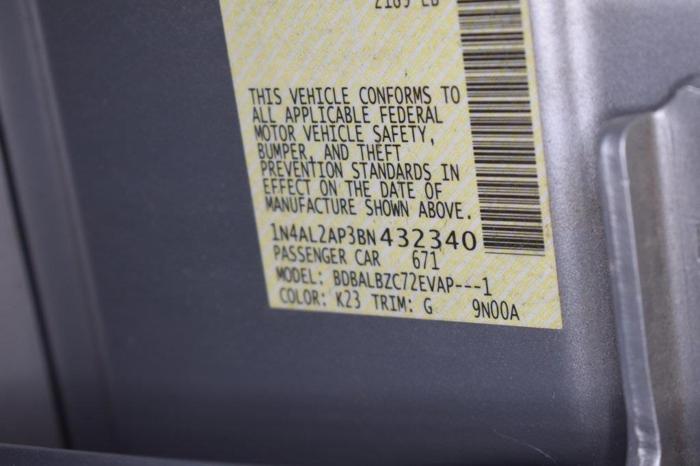 THIS VEHICLE CONFORMS TO
ALL APPLICABLE FEDERAL
MOTOR VEHICLE SAFETY,
BUMPER, AND THEFT
PREVENTION STANDARDS IN
EFFECT ON THE DATE OF
MANUFACTURE SHOWN ABOVE.
1N4AL2AP3BN432340
PASSENGER CAR 671
MODEL: BDBALBZC72EVAP---1
COLOR: K23 TRIM: G 9N00A